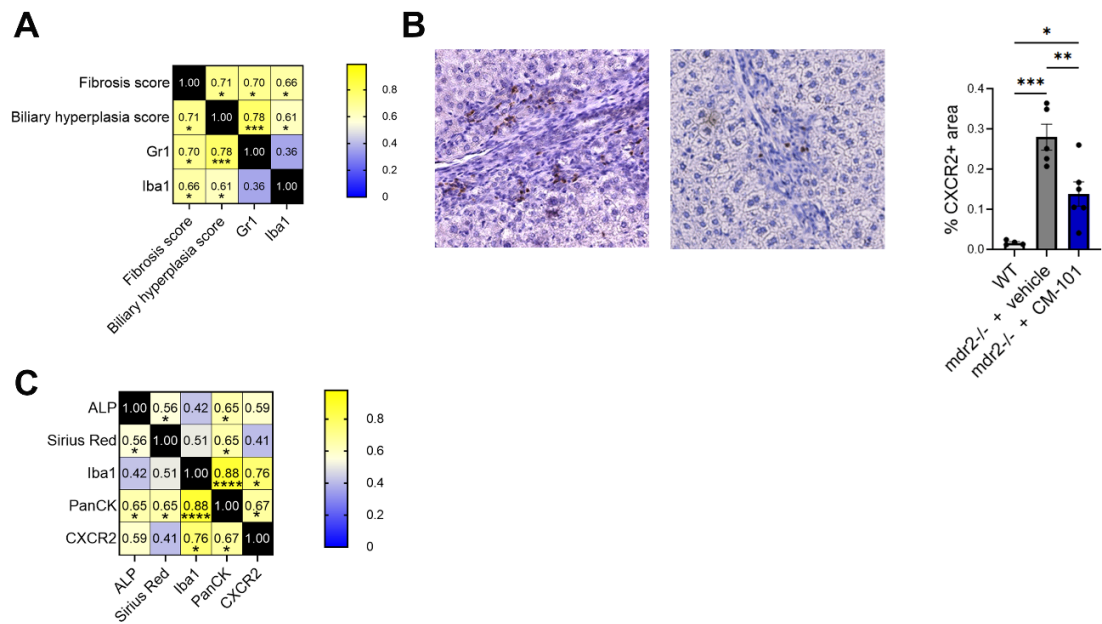 A
Fibrosis score 1.00 0.71 * 0.70 * 0.66 *
Biliary hyperplasia score 0.71 * 1.00 0.78 *** 0.61 *
Gr1 0.70 * 0.78 *** 1.00 0.36
Iba1 0.66 * 0.61 * 0.36 1.00
Fibrosis score
Biliary hyperplasia score
Gr1
Iba1
0.8
0.6
0.4
0.2
0
B
*
**
***
% CXCR2+ area
0.4
0.3
0.2
0.1
0.0
WT
mdr2-/- + vehicle
mdr2-/- + CM-101
C
ALP 1.00 0.56 * 0.42 0.65 * 0.59
Sirius Red 0.56 * 1.00 0.51 0.65 * 0.41
Iba1 0.42 0.51 1.00 0.88 **** 0.76 *
PanCK 0.65 * 0.65 * 0.88 **** 1.00 0.67 *
CXCR2 0.59 0.41 0.76 * 0.67 * 1.00
ALP
Sirius Red
Iba1
PanCK
CXCR2
0.8
0.6
0.4
0.2
0